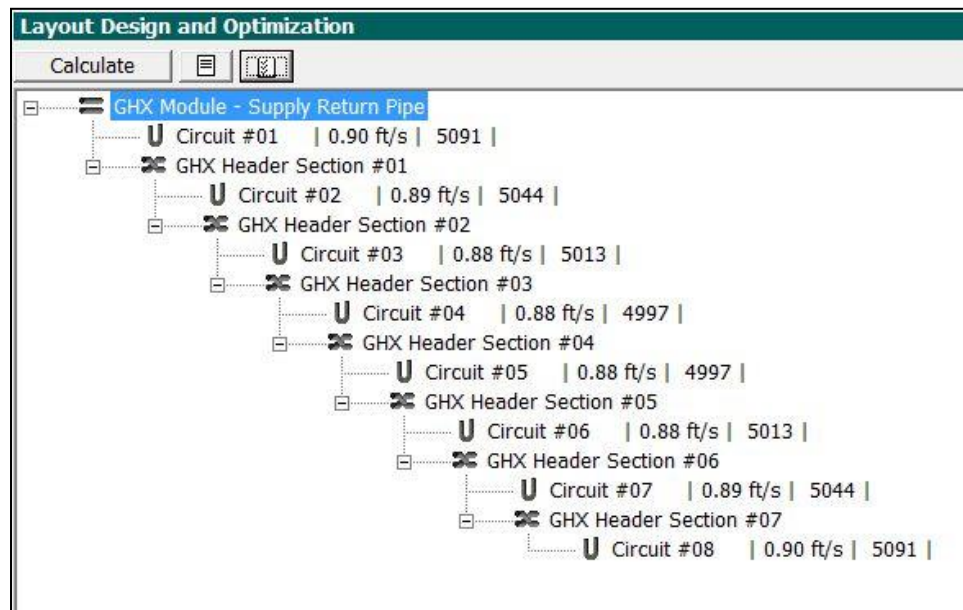 Layout Design and Optimization
Calculate
GHX Module - Supply Return Pipe
Circuit #01 | 0.90 ft/s | 5091 |
GHX Header Section #01
Circuit #02 | 0.89 ft/s | 5044 |
GHX Header Section #02
Circuit #03 | 0.88 ft/s | 5013 |
GHX Header Section #03
Circuit #04 | 0.88 ft/s | 4997 |
GHX Header Section #04
Circuit #05 | 0.88 ft/s | 4997 |
GHX Header Section #05
Circuit #06 | 0.88 ft/s | 5013 |
GHX Header Section #06
Circuit #07 | 0.89 ft/s | 5044 |
GHX Header Section #07
Circuit #08 | 0.90 ft/s | 5091 |